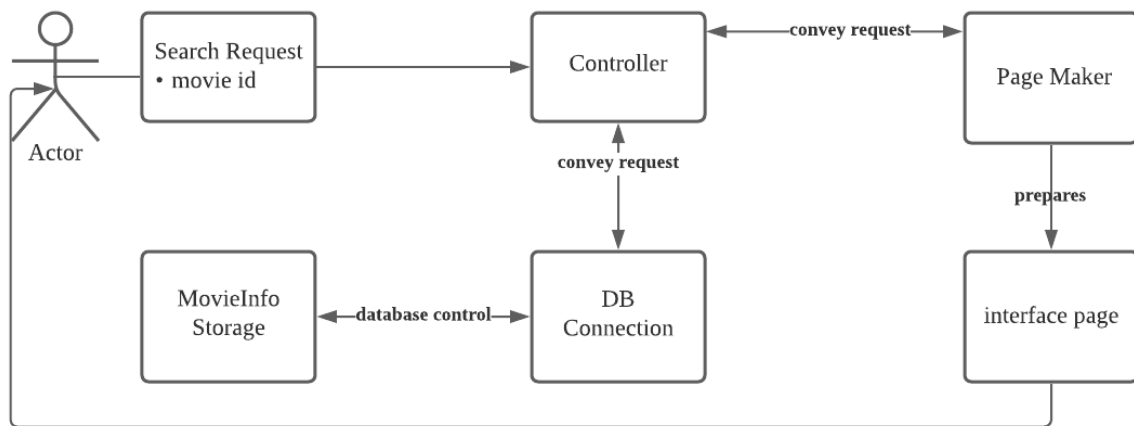 Search Request
• movie id
Controller
convey request
Page Maker
Actor
convey request
prepares
MovieInfo
Storage
database control
DB
Connection
interface page